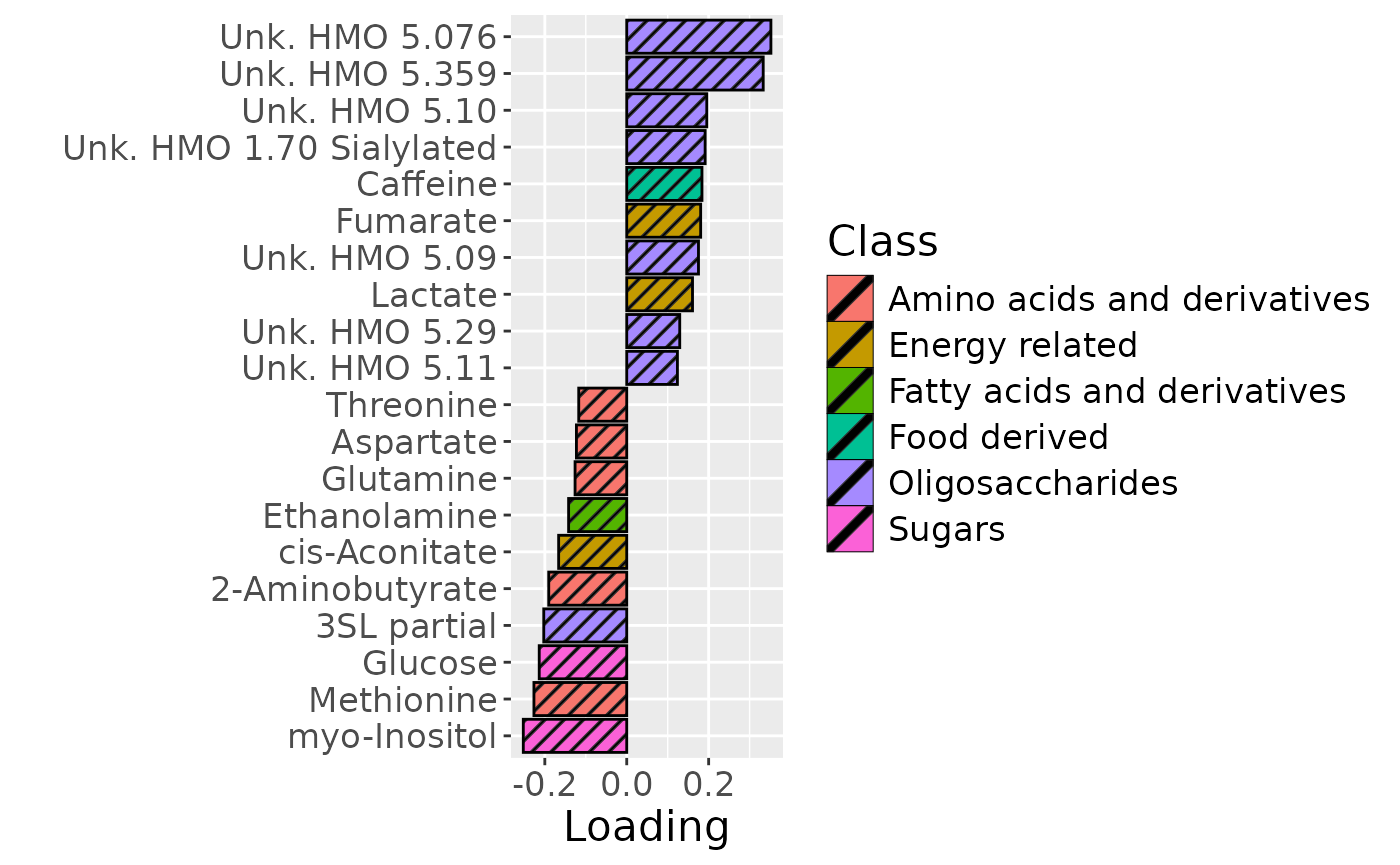 Unk. HMO 5.076
Unk. HMO 5.359
Unk. HMO 5.10
Unk. HMO 1.70 Sialylated
Caffeine
Fumarate
Unk. HMO 5.09
Lactate
Unk. HMO 5.29
Unk. HMO 5.11
Threonine
Aspartate
Glutamine
Ethanolamine
cis-Aconitate
2-Aminobutyrate
3SL partial
Glucose
Methionine
myo-Inositol
-0.2 0.0 0.2
Loading
Class
Amino acids and derivatives
Energy related
Fatty acids and derivatives
Food derived
Oligosaccharides
Sugars